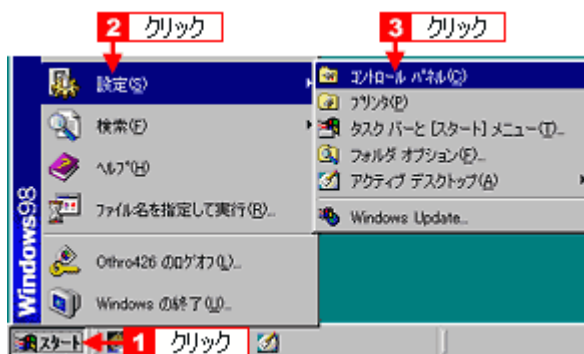 2 クリック
3 クリック
設定(S)
検索(F)
ヘルプ(H)
ファイル名を指定して実行(R)...
Othro426 のログオフ(L)...
Windows の終了(U)...
Windows98
コントロール パネル(C)
プリンタ(P)
タスク バーと [スタート] メニュー(T)...
フォルダ オプション(F)...
アクティブ デスクトップ(A)
Windows Update...
スタート
1 クリック